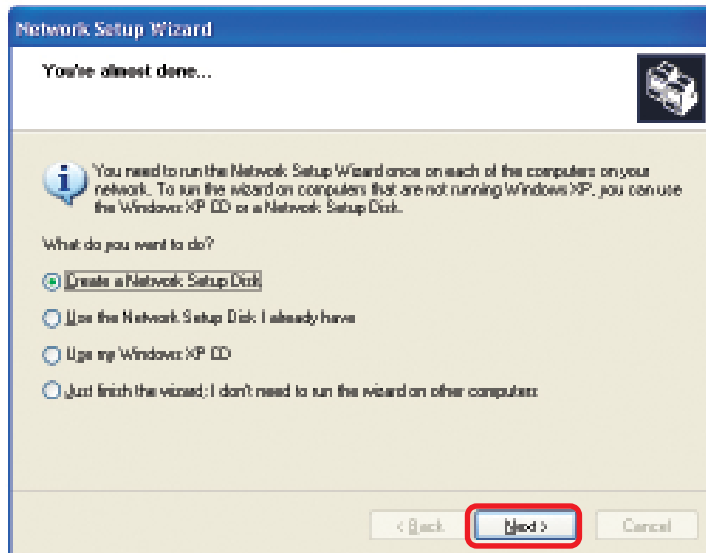 Network Setup Wizard
You're almost done...
You need to run the Network Setup Wizard once on each of the computers on your
network. To run the wizard on computers that are not running Windows XP, you can use
the Windows XP CD or a Network Setup Disk.
What do you want to do?
Create a Network Setup Disk
Use the Network Setup Disk I already have
Use my Windows XP CD
Just finish the wizard; I don't need to run the wizard on other computers
< Back
Next >
Cancel